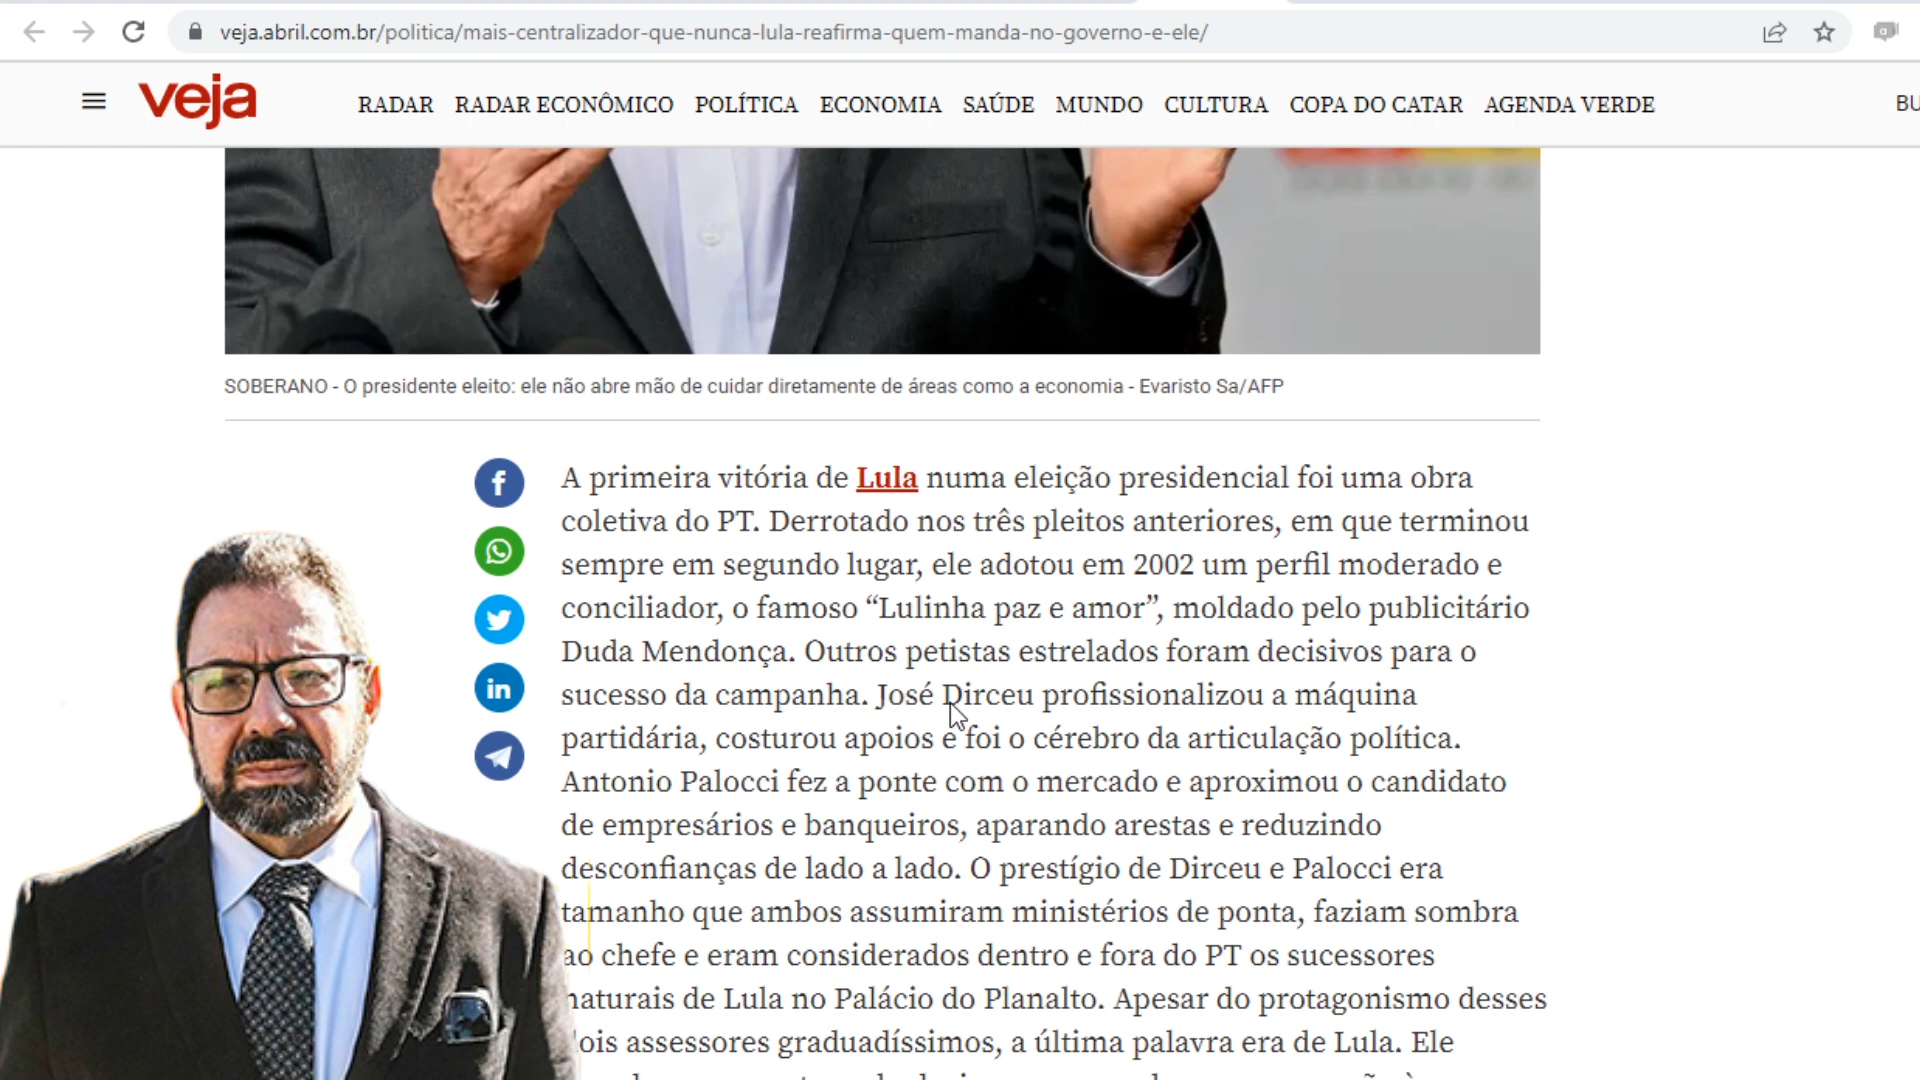 veja.abril.com.br/politica/mais-centralizador-que-nunca-lula-reafirma-quem-manda-no-governo-e-ele/
veja
RADAR RADAR ECONÔMICO POLÍTICA ECONOMIA SAÚDE MUNDO CULTURA COPA DO CATAR AGENDA VERDE
SOBERANO - O presidente eleito: ele não abre mão de cuidar diretamente de áreas como a economia - Evaristo Sa/AFP
A primeira vitória de Lula numa eleição presidencial foi uma obra
coletiva do PT. Derrotado nos três pleitos anteriores, em que terminou
sempre em segundo lugar, ele adotou em 2002 um perfil moderado e
conciliador, o famoso “Lulinha paz e amor”, moldado pelo publicitário
Duda Mendonça. Outros petistas estrelados foram decisivos para o
sucesso da campanha. José Dirceu profissionalizou a máquina
partidária, costurou apoios e foi o cérebro da articulação política.
Antonio Palocci fez a ponte com o mercado e aproximou o candidato
de empresários e banqueiros, aparando arestas e reduzindo
desconfianças de lado a lado. O prestígio de Dirceu e Palocci era
tamanho que ambos assumiram ministérios de ponta, faziam sombra
ao chefe e eram considerados dentro e fora do PT os sucessores
naturais de Lula no Palácio do Planalto. Apesar do protagonismo desses
dois assessores graduadíssimos, a última palavra era de Lula. Ele